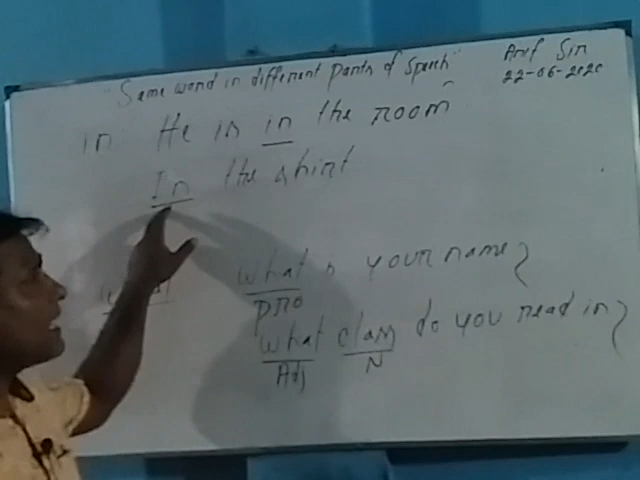 "Same word in different Parts of Speech"
Arif Sir
22-06-2020
in He is in the room
In the shirt
what is your name?
pro
what class do you read in?
Adj N